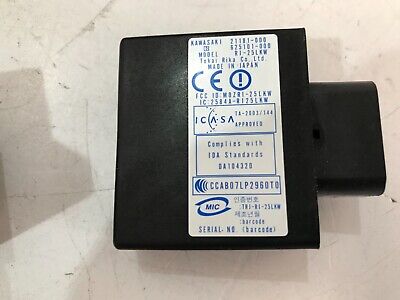 KAWASAKI 21181-000
625101-000
MODEL RI-25LKW
Tokai Rika Co., Ltd.
MADE IN JAPAN
CE
FCC ID:MOZRI-25LKW
IC:2584A-RI25LKW
ICASA
TA-2003/144
APPROVED
Complies with
IDA Standards
DA104320
CCAB07LP2960T0
MIC
인증번호
:TRJ-RI-25LKW
제조년월
:barcode
SERIAL-NO. (barcode)